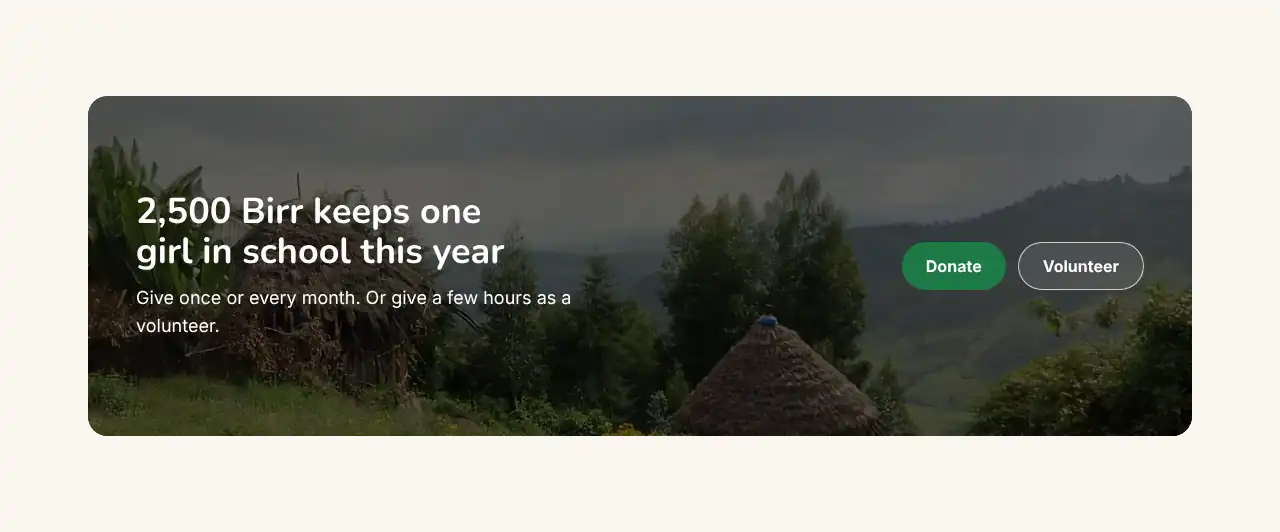 2,500 Birr keeps one
girl in school this year
Give once or every month. Or give a few hours as a
volunteer.
Donate
Volunteer